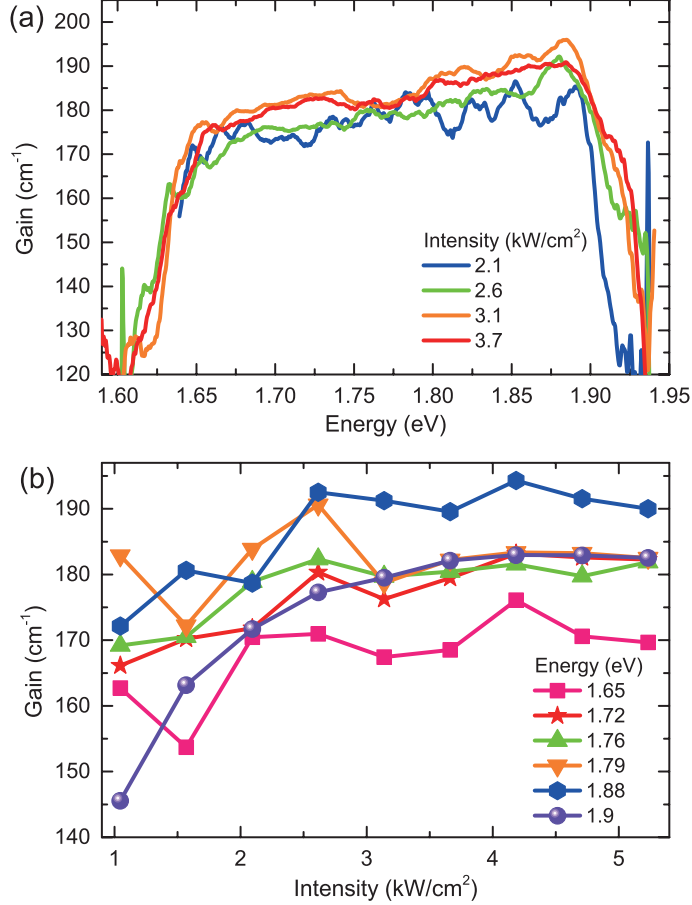 (a)
200
190
180
170
160
150
140
130
120
Gain (cm-1)
Intensity (kW/cm2)
2.1
2.6
3.1
3.7
1.60 1.65 1.70 1.75 1.80 1.85 1.90 1.95
Energy (eV)
(b)
190
180
170
160
150
140
Gain (cm-1)
Energy (eV)
1.65
1.72
1.76
1.79
1.88
1.9
1 2 3 4 5
Intensity (kW/cm2)